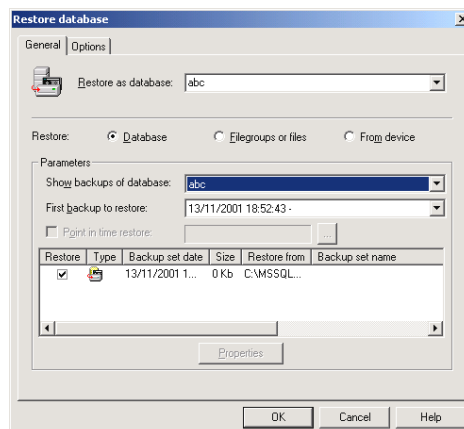 Restore database
General Options
Restore as database: abc
Restore: Database Filegroups or files From device
Parameters
Show backups of database: abc
First backup to restore: 13/11/2001 18:52:43 -
Point in time restore: ...
Restore Type Backup set date Size Restore from Backup set name
13/11/2001 1... 0 Kb C:\MSSQL...
Properties
OK Cancel Help